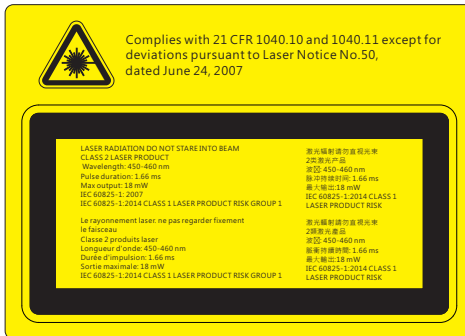 Complies with 21 CFR 1040.10 and 1040.11 except for
deviations pursuant to Laser Notice No.50,
dated June 24, 2007
LASER RADIATION DO NOT STARE INTO BEAM
CLASS 2 LASER PRODUCT
Wavelength: 450-460 nm
Pulse duration: 1.66 ms
Max output: 18 mW
IEC 60825-1: 2007
IEC 60825-1:2014 CLASS 1 LASER PRODUCT RISK GROUP 1
Le rayonnement laser. ne pas regarder fixement
le faisceau
Classe 2 produits laser
Longueur d'onde: 450-460 nm
Durée d'impulsion: 1.66 ms
Sortie maximale: 18 mW
IEC 60825-1:2014 CLASS 1 LASER PRODUCT RISK GROUP 1
激光辐射请勿直视光束
2类激光产品
波: 450-460 nm
脉冲持续时间: 1.66 ms
最大输出:18 mW
IEC 60825-1:2014 CLASS 1
LASER PRODUCT RISK
激光輻射請勿直視光束
2類激光產品
波: 450-460 nm
脈衝持續時間: 1.66 ms
最大輸出:18 mW
IEC 60825-1:2014 CLASS 1
LASER PRODUCT RISK